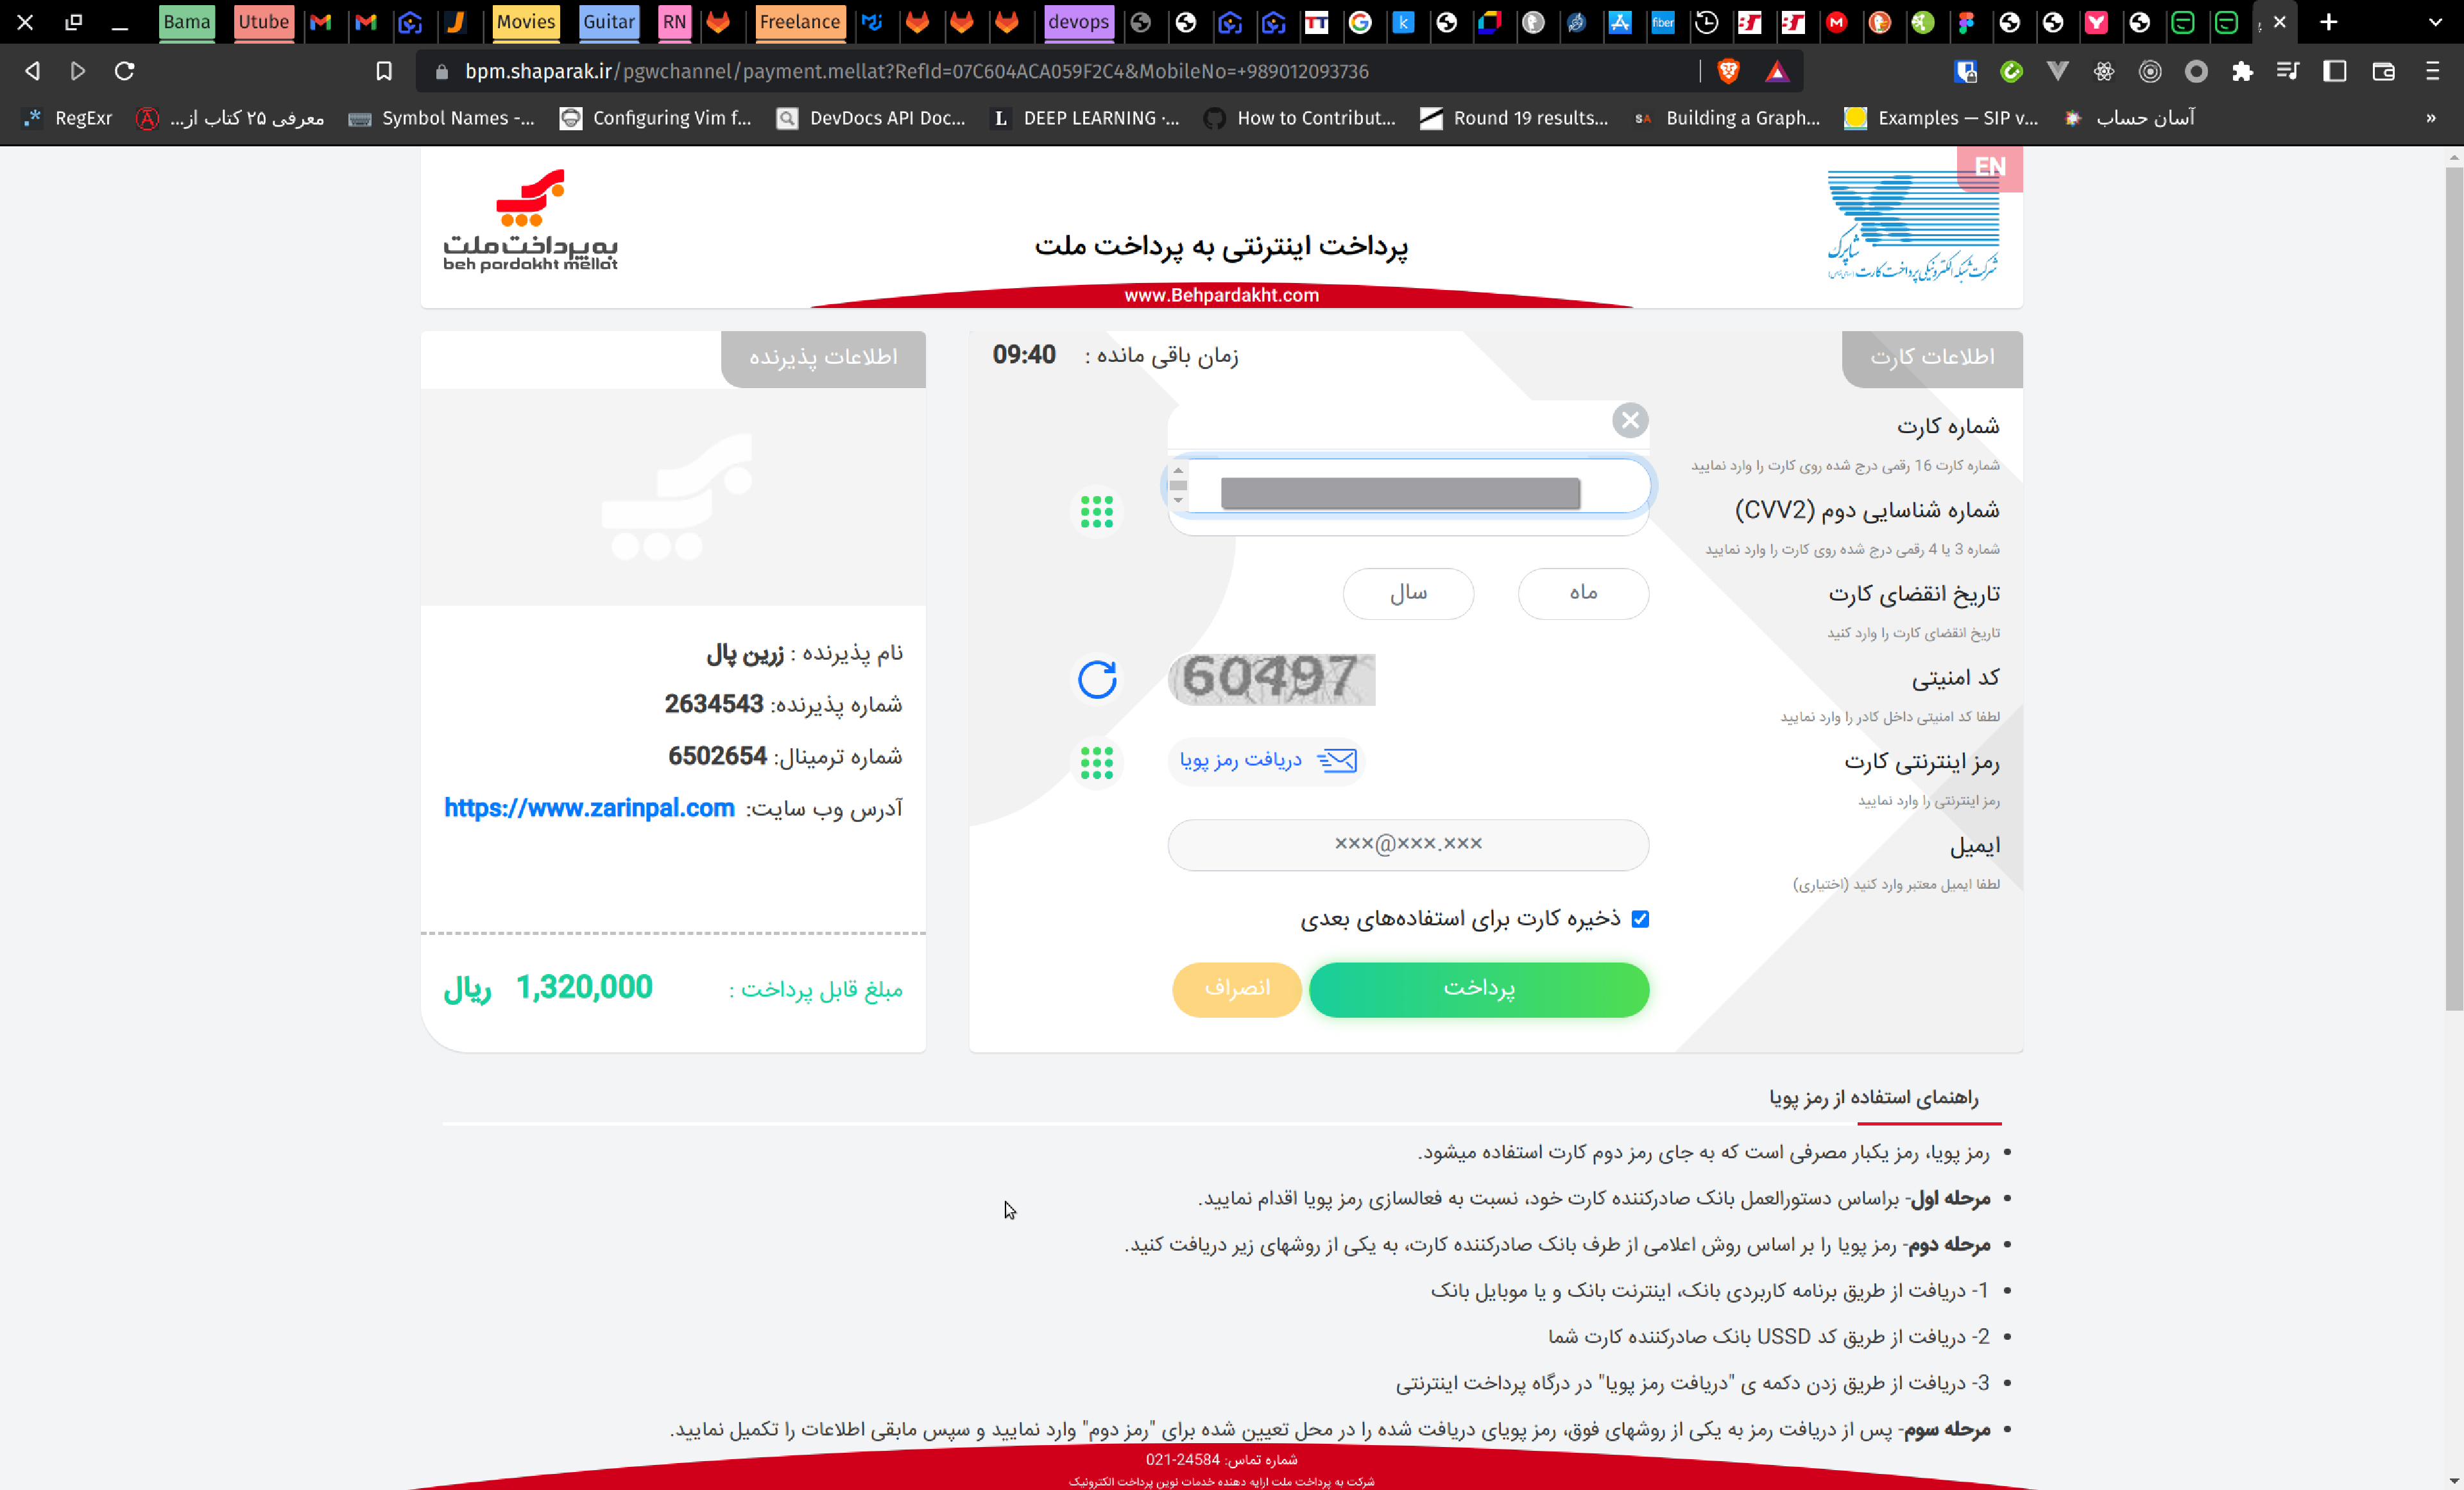 Bama Utube Movies Guitar RN Freelance devops fiber
bpm.shaparak.ir/pgwchannel/payment.mellat?RefId=07C604ACA059F2C4&MobileNo=+989012093736
RegExr
معرفی ۲۵ کتاب از...
Symbol Names -...
Configuring Vim f...
DevDocs API Doc...
DEEP LEARNING ·...
How to Contribut...
Round 19 results...
Building a Graph...
Examples — SIP v...
آسان حساب
EN
شاپرک
شرکت شبکه الکترونیکی پرداخت کارت
پرداخت اینترنتی به پرداخت ملت
www.Behpardakht.com
به پرداخت ملت
beh pardakht mellat
اطلاعات کارت
زمان باقی مانده : 09:40
شماره کارت
شماره کارت 16 رقمی درج شده روی کارت را وارد نمایید
شماره شناسایی دوم (CVV2)
شماره 3 یا 4 رقمی درج شده روی کارت را وارد نمایید
تاریخ انقضای کارت
ماه
سال
تاریخ انقضای کارت را وارد کنید
کد امنیتی
60497
لطفا کد امنیتی داخل کادر را وارد نمایید
رمز اینترنتی کارت
دریافت رمز پویا
رمز اینترنتی را وارد نمایید
ایمیل
×××@×××.×××
لطفا ایمیل معتبر وارد کنید (اختیاری)
ذخیره کارت برای استفاده‌های بعدی
پرداخت
انصراف
اطلاعات پذیرنده
نام پذیرنده : زرین پال
شماره پذیرنده: 2634543
شماره ترمینال: 6502654
آدرس وب سایت: https://www.zarinpal.com
مبلغ قابل پرداخت : 1,320,000 ریال
راهنمای استفاده از رمز پویا
رمز پویا، رمز یکبار مصرفی است که به جای رمز دوم کارت استفاده میشود.
مرحله اول- براساس دستورالعمل بانک صادرکننده کارت خود، نسبت به فعالسازی رمز پویا اقدام نمایید.
مرحله دوم- رمز پویا را بر اساس روش اعلامی از طرف بانک صادرکننده کارت، به یکی از روشهای زیر دریافت کنید.
1- دریافت از طریق برنامه کاربردی بانک، اینترنت بانک و یا موبایل بانک
2- دریافت از طریق کد USSD بانک صادرکننده کارت شما
3- دریافت از طریق زدن دکمه ی "دریافت رمز پویا" در درگاه پرداخت اینترنتی
مرحله سوم- پس از دریافت رمز به یکی از روشهای فوق، رمز پویای دریافت شده را در محل تعیین شده برای "رمز دوم" وارد نمایید و سپس مابقی اطلاعات را تکمیل نمایید.
شماره تماس: 24584-021
شرکت به پرداخت ملت ارایه دهنده خدمات نوین پرداخت الکترونیک